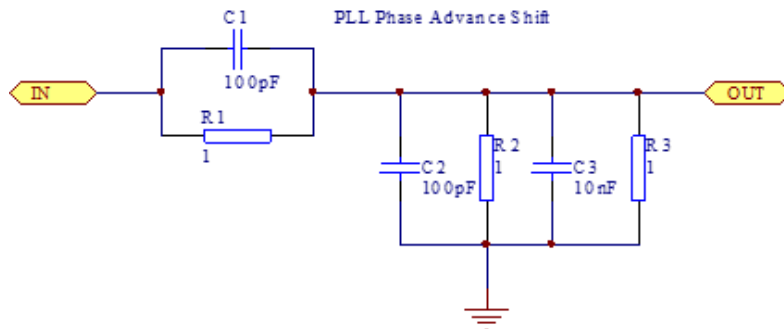 C1 PLL Phase Advance Shift
100pF
IN OUT
R1
1
C2
100pF
R2
1
C3
10nF
R3
1